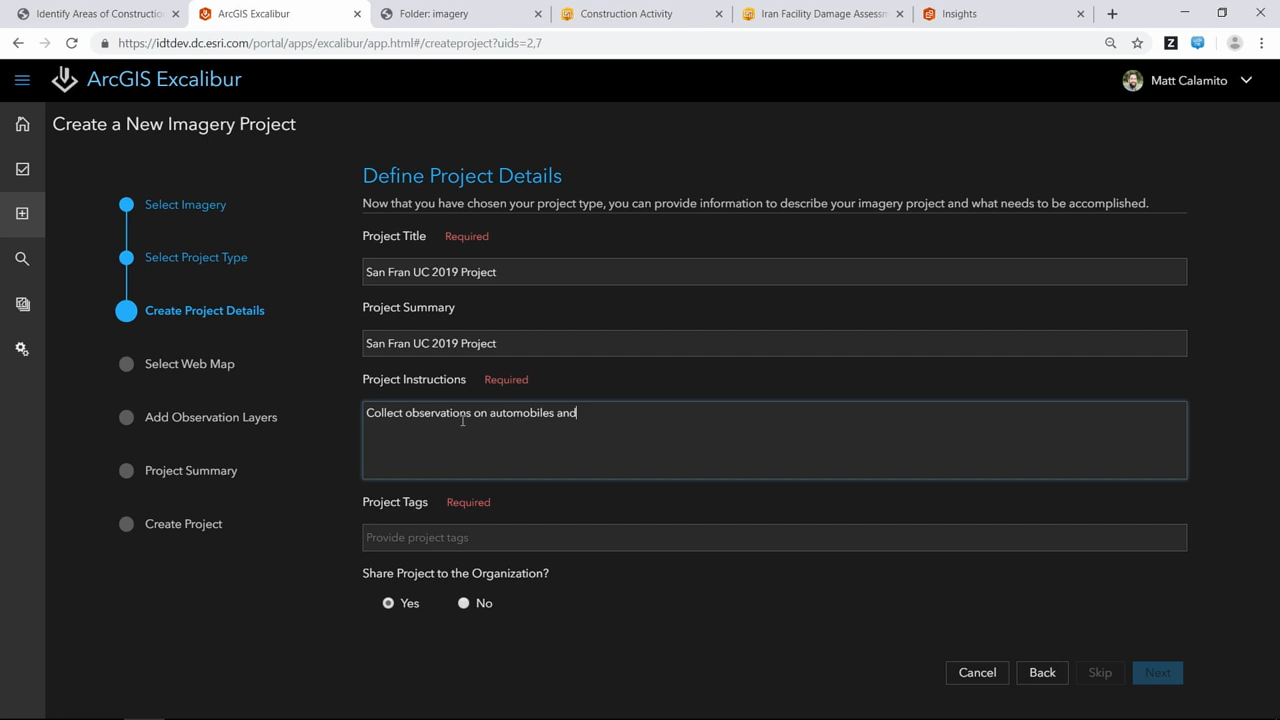 Identify Areas of Construction
ArcGIS Excalibur
Folder: imagery
Construction Activity
Iran Facility Damage Assessm
Insights
https://idtdev.dc.esri.com/portal/apps/excalibur/app.html#/createproject?uids=2,7
Z
ArcGIS Excalibur
Matt Calamito
Create a New Imagery Project
Select Imagery
Select Project Type
Create Project Details
Select Web Map
Add Observation Layers
Project Summary
Create Project
Define Project Details
Now that you have chosen your project type, you can provide information to describe your imagery project and what needs to be accomplished.
Project Title Required
San Fran UC 2019 Project
Project Summary
San Fran UC 2019 Project
Project Instructions Required
Collect observations on automobiles and
Project Tags Required
Provide project tags
Share Project to the Organization?
Yes No
Cancel Back Skip Next